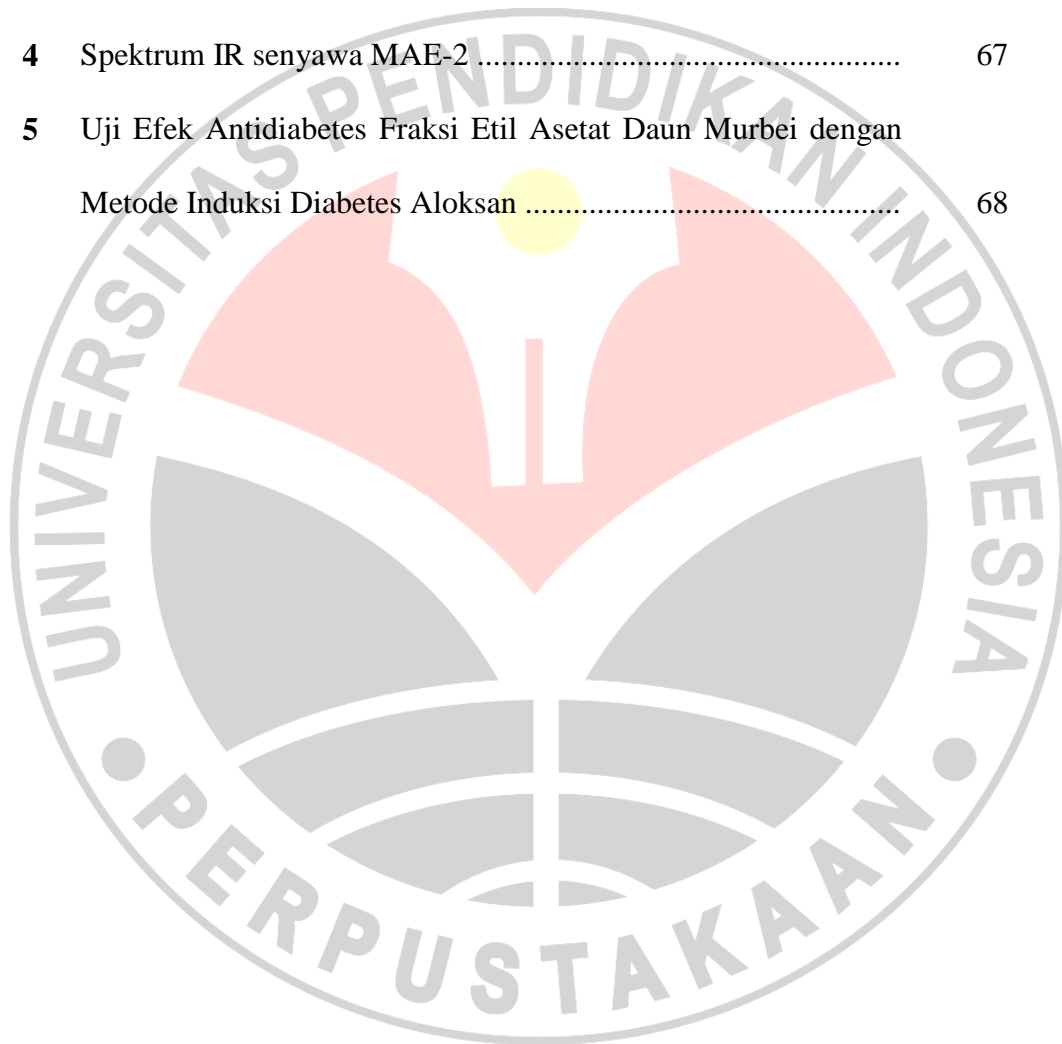 4 Spektrum IR senyawa MAE-2 .................................................... 67
5 Uji Efek Antidiabetes Fraksi Etil Asetat Daun Murbei dengan
Metode Induksi Diabetes Aloksan .............................................. 68
UNIVERSITAS PENDIDIKAN INDONESIA
PERPUSTAKAAN